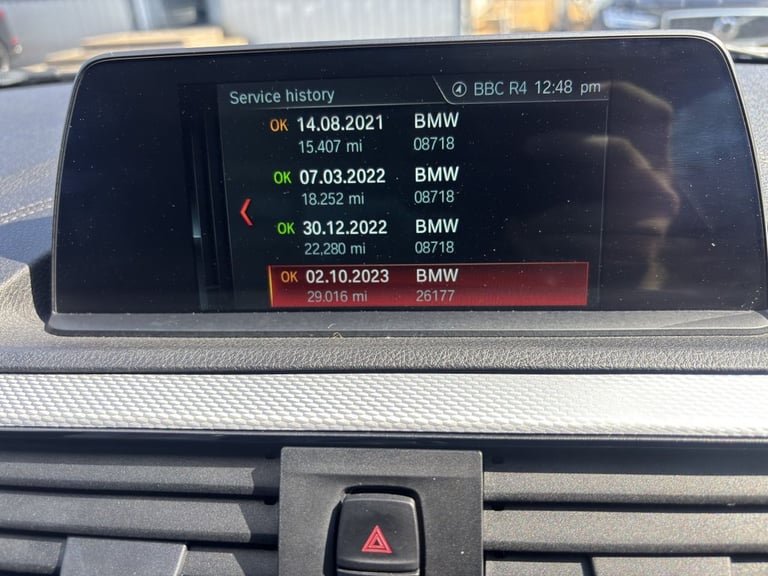 Service history
BBC R4 12:48 pm
OK 14.08.2021 BMW
15.407 mi 08718
OK 07.03.2022 BMW
18.252 mi 08718
OK 30.12.2022 BMW
22,280 mi 08718
OK 02.10.2023 BMW
29.016 mi 26177